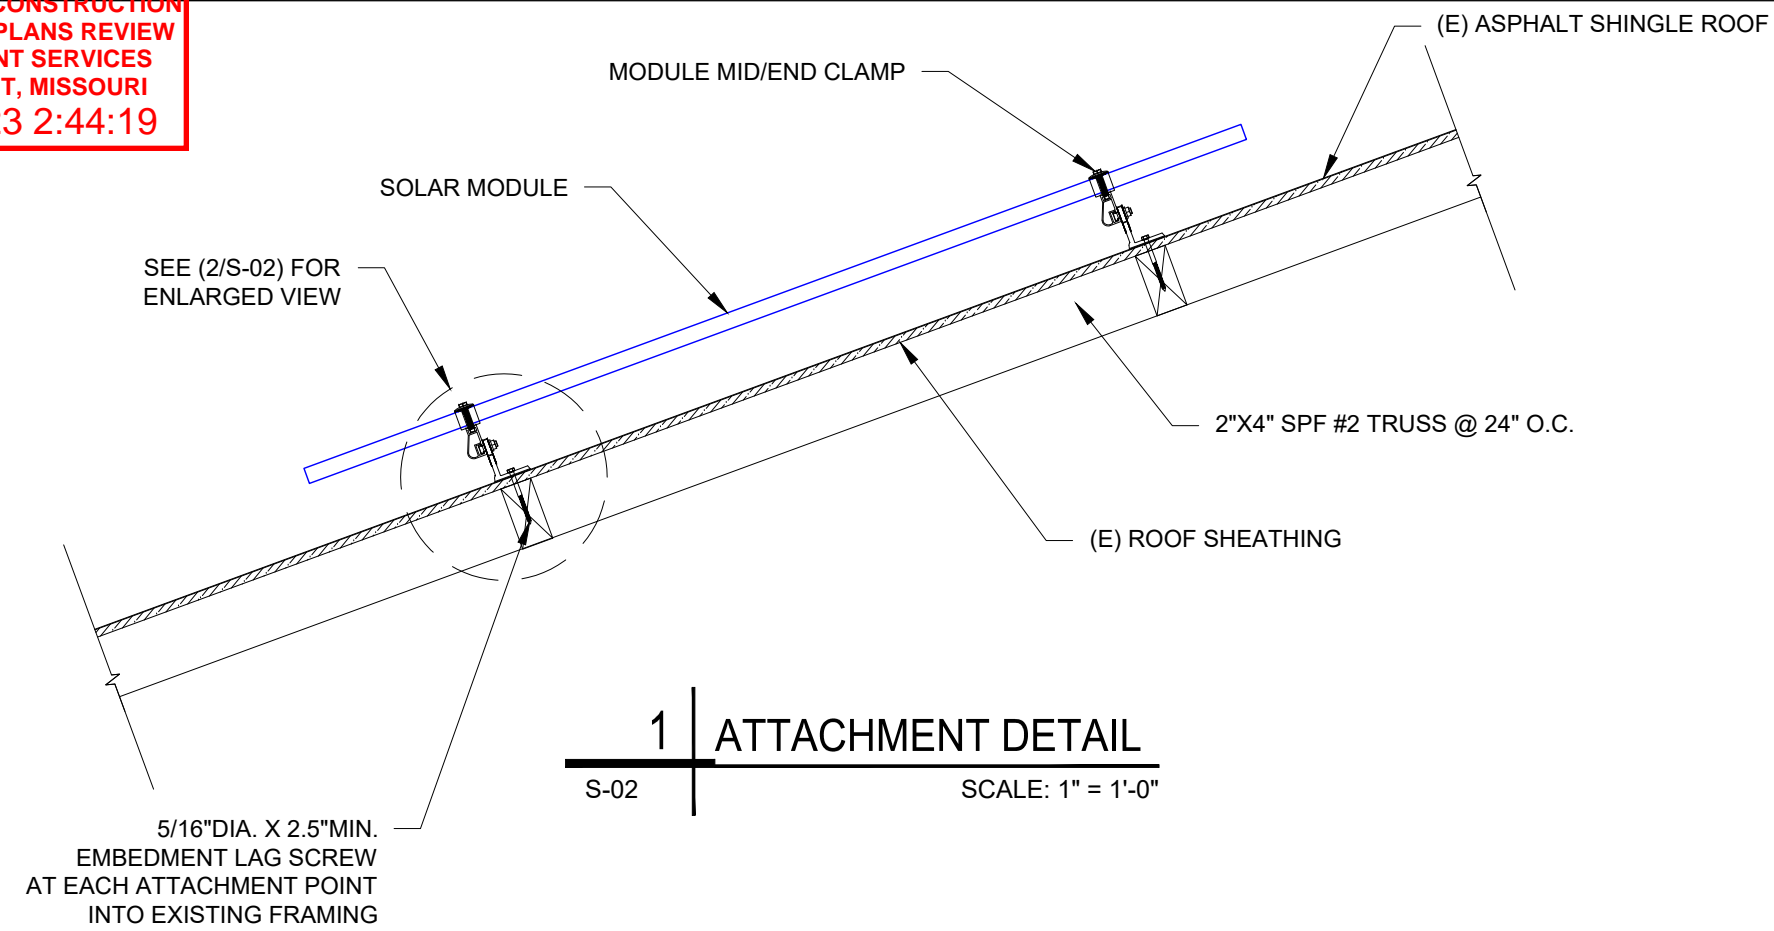 CONSTRUCTION
PLANS REVIEW
NT SERVICES
T, MISSOURI
3 2:44:19
(E) ASPHALT SHINGLE ROOF
MODULE MID/END CLAMP
SOLAR MODULE
SEE (2/S-02) FOR
ENLARGED VIEW
2"X4" SPF #2 TRUSS @ 24" O.C.
(E) ROOF SHEATHING
1 ATTACHMENT DETAIL
S-02 SCALE: 1" = 1'-0"
5/16"DIA. X 2.5"MIN.
EMBEDMENT LAG SCREW
AT EACH ATTACHMENT POINT
INTO EXISTING FRAMING